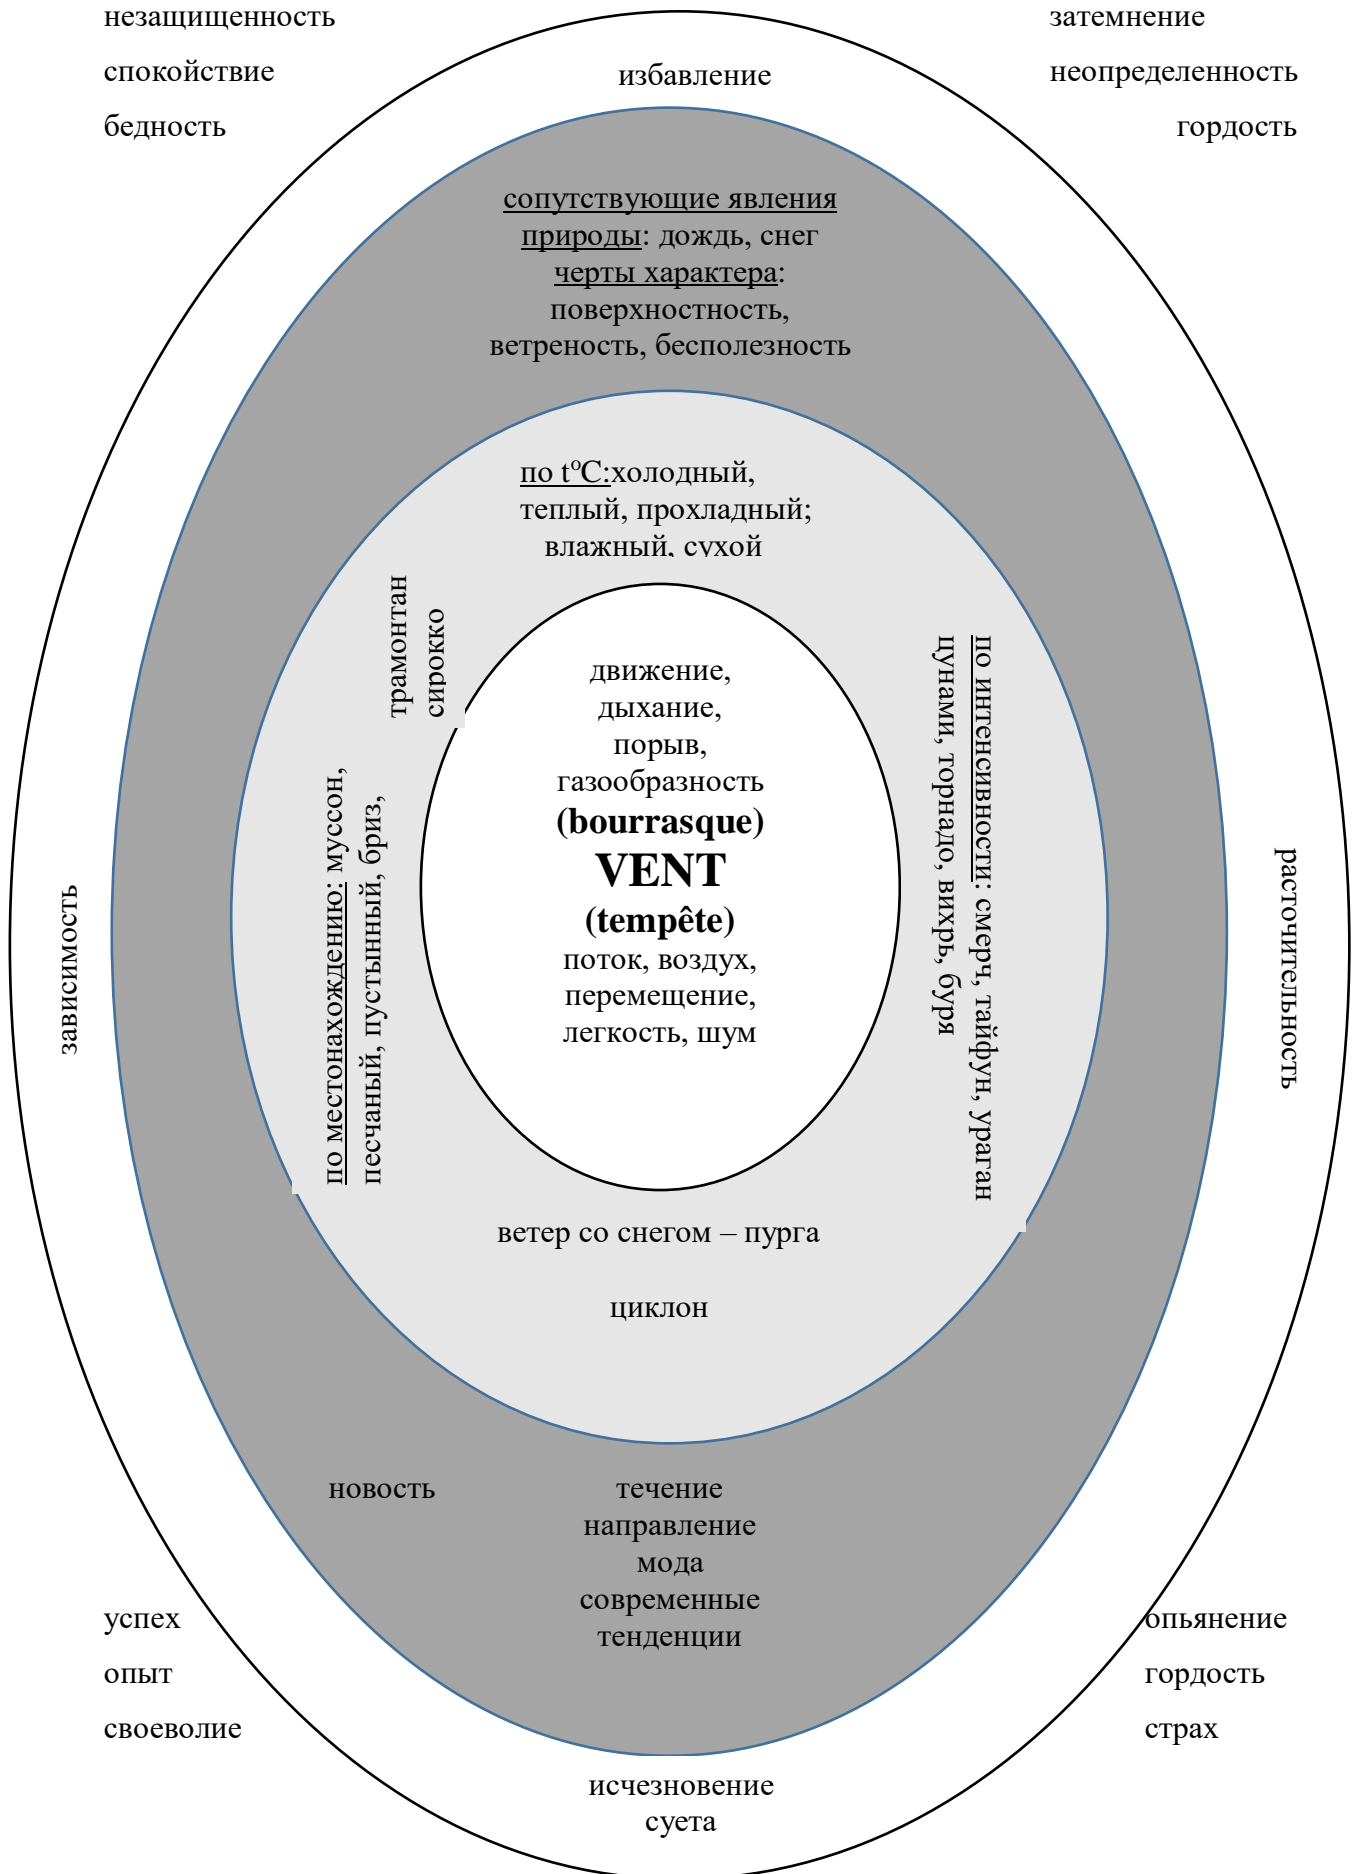 незащищенность
спокойствие
бедность
затемнение
неопределенность
гордость
избавление
сопутствующие явления
природы: дождь, снег
черты характера:
поверхностность,
ветреность, бесполезность
по t°C:холодный,
теплый, прохладный;
влажный, сухой
трамонтан
сирокко
по местонахождению: муссон,
песчаный, пустынный, бриз,
движение,
дыхание,
порыв,
газообразность
(bourrasque)
VENT
(tempête)
поток, воздух,
перемещение,
легкость, шум
по интенсивности: смерч, тайфун, ураган
цунами, торнадо, вихрь, буря
зависимость
расточительность
ветер со снегом – пурга
циклон
новость
течение
направление
мода
современные
тенденции
успех
опыт
своеволие
опьянение
гордость
страх
исчезновение
суета